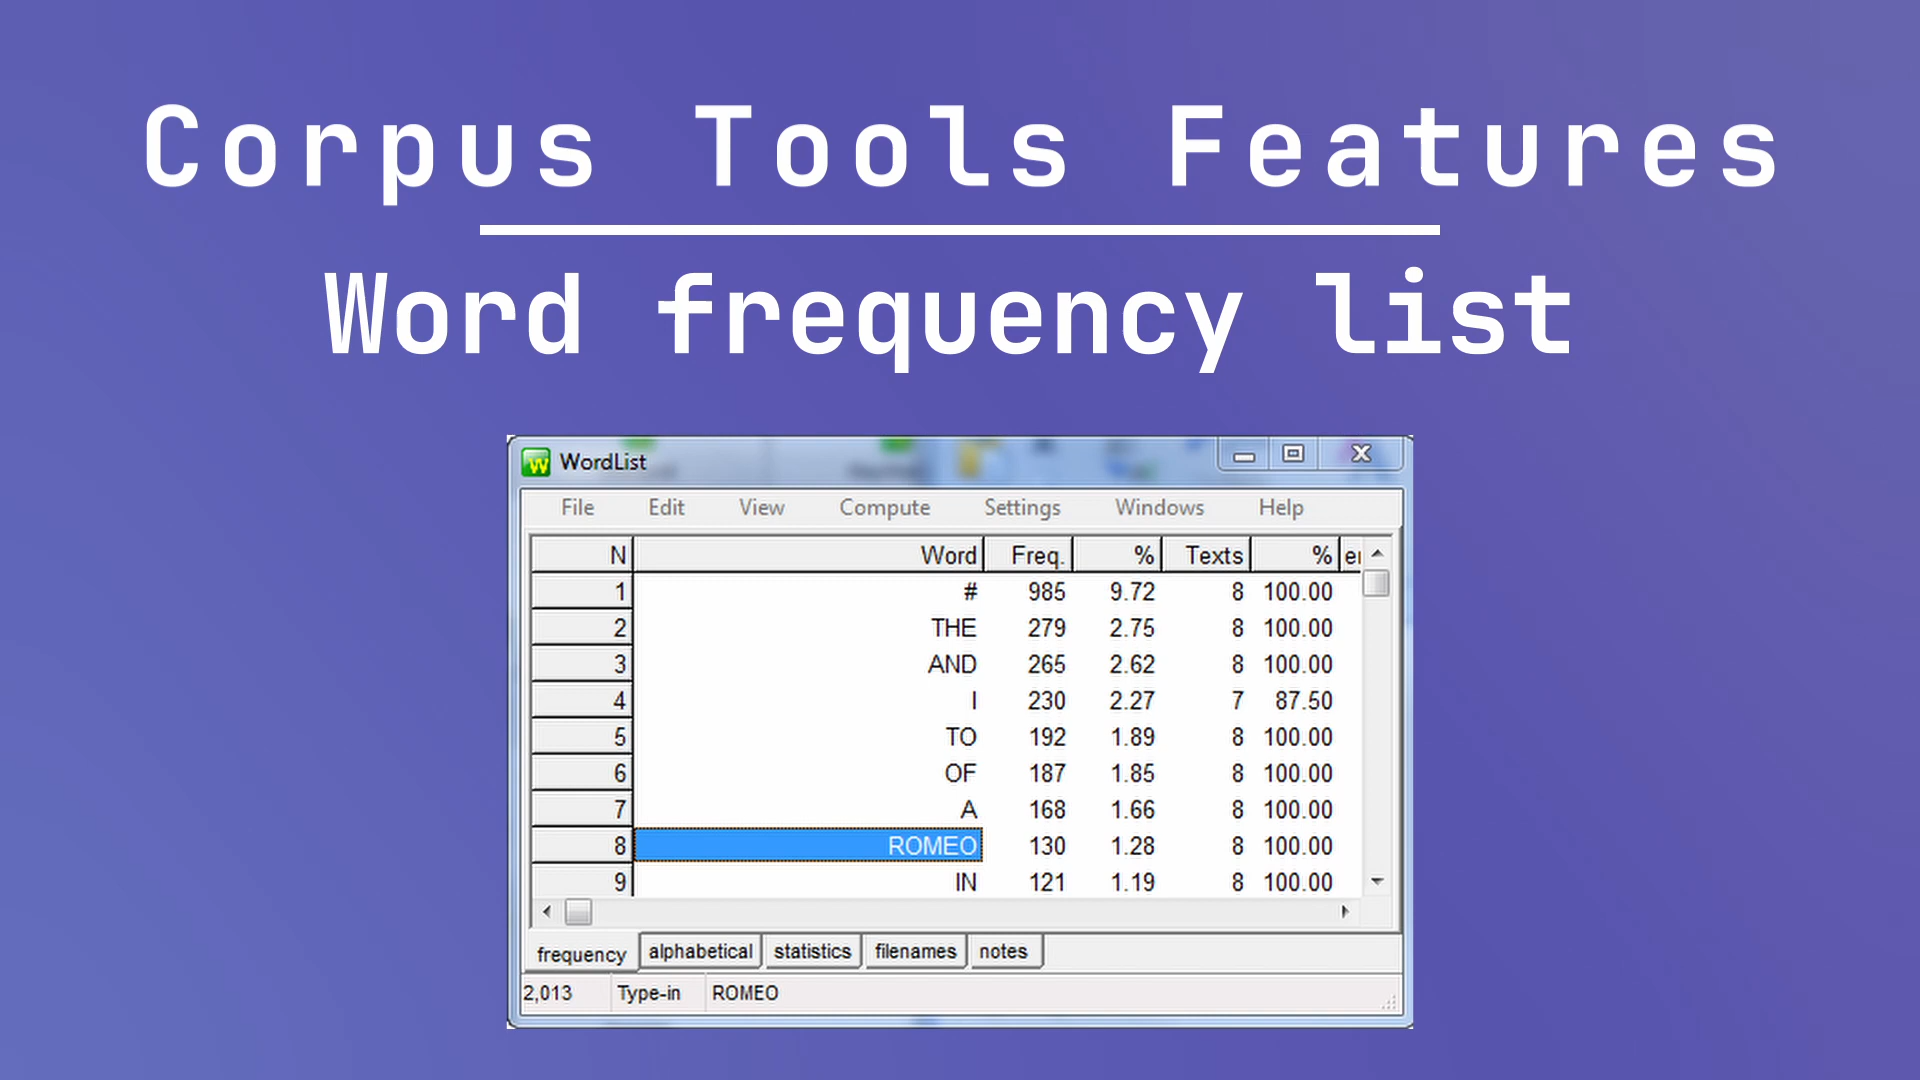 Corpus Tools Features
Word frequency list
WordList
File Edit View Compute Settings Windows Help
N Word Freq. % Texts % en
1 # 985 9.72 8 100.00
2 THE 279 2.75 8 100.00
3 AND 265 2.62 8 100.00
4 I 230 2.27 7 87.50
5 TO 192 1.89 8 100.00
6 OF 187 1.85 8 100.00
7 A 168 1.66 8 100.00
8 ROMEO 130 1.28 8 100.00
9 IN 121 1.19 8 100.00
frequency alphabetical statistics filenames notes
2,013 Type-in ROMEO